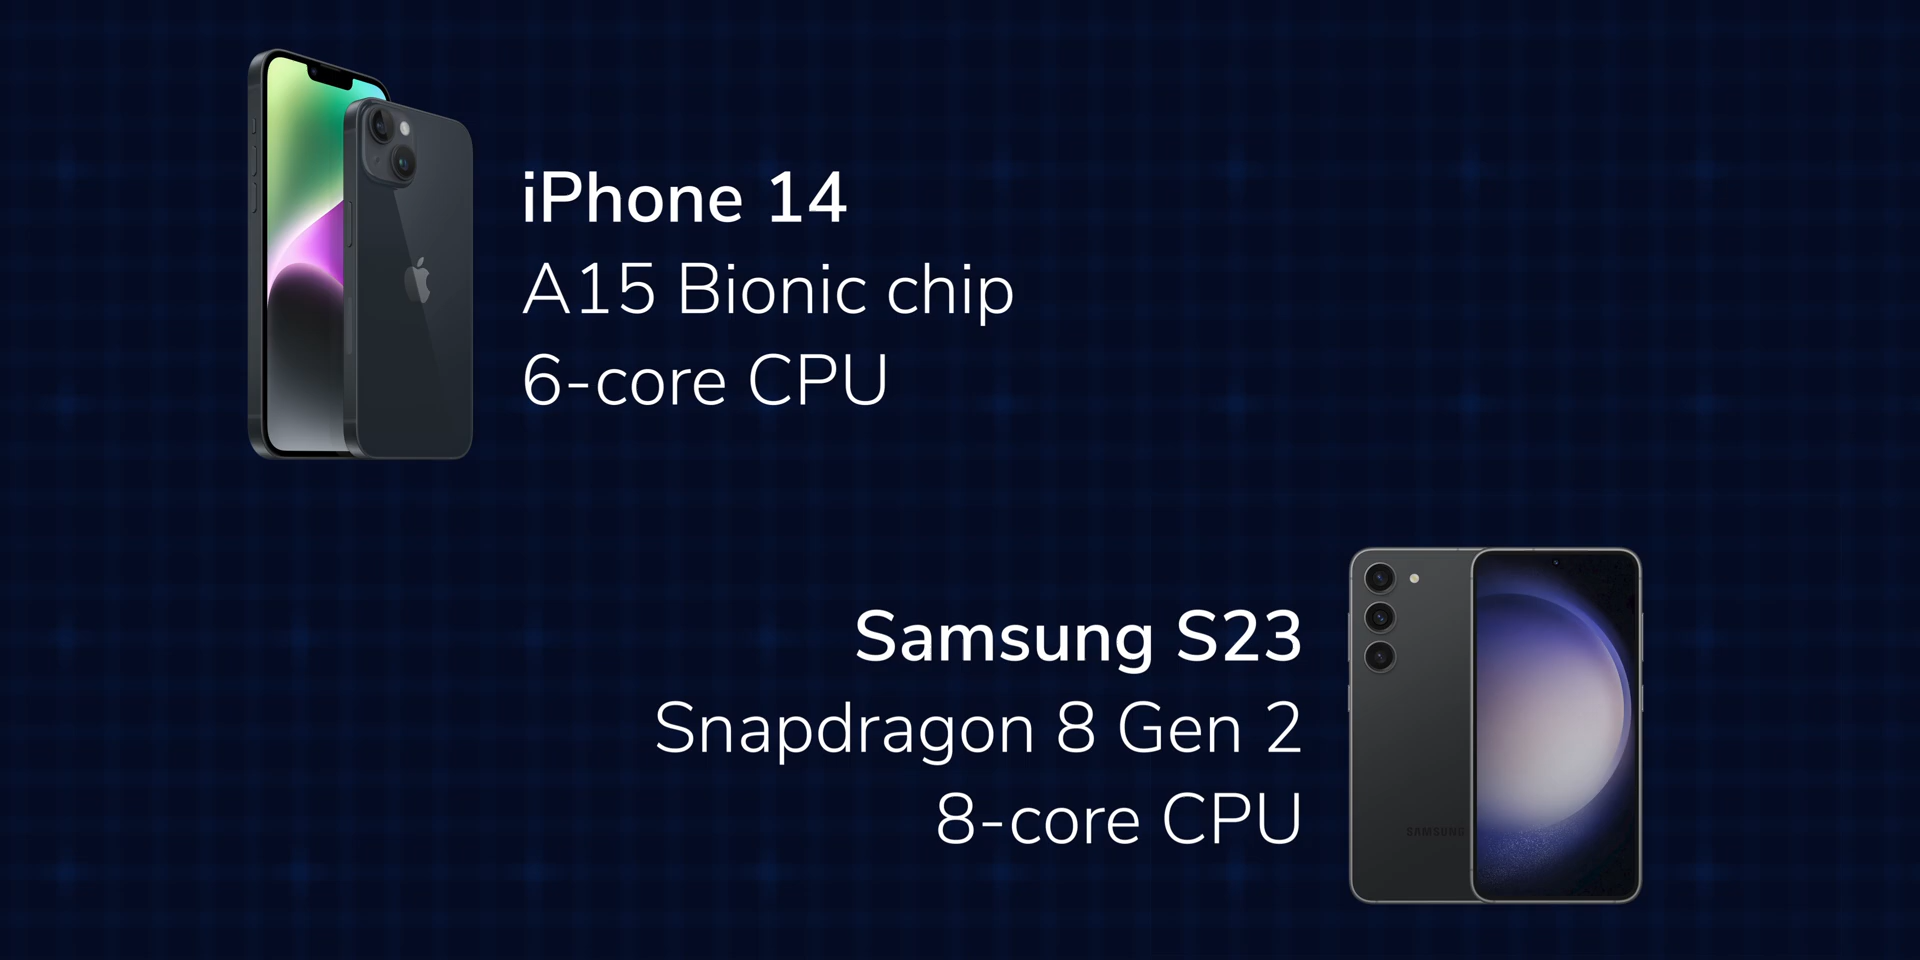 iPhone 14
A15 Bionic chip
6-core CPU
Samsung S23
Snapdragon 8 Gen 2
8-core CPU
SAMSUNG